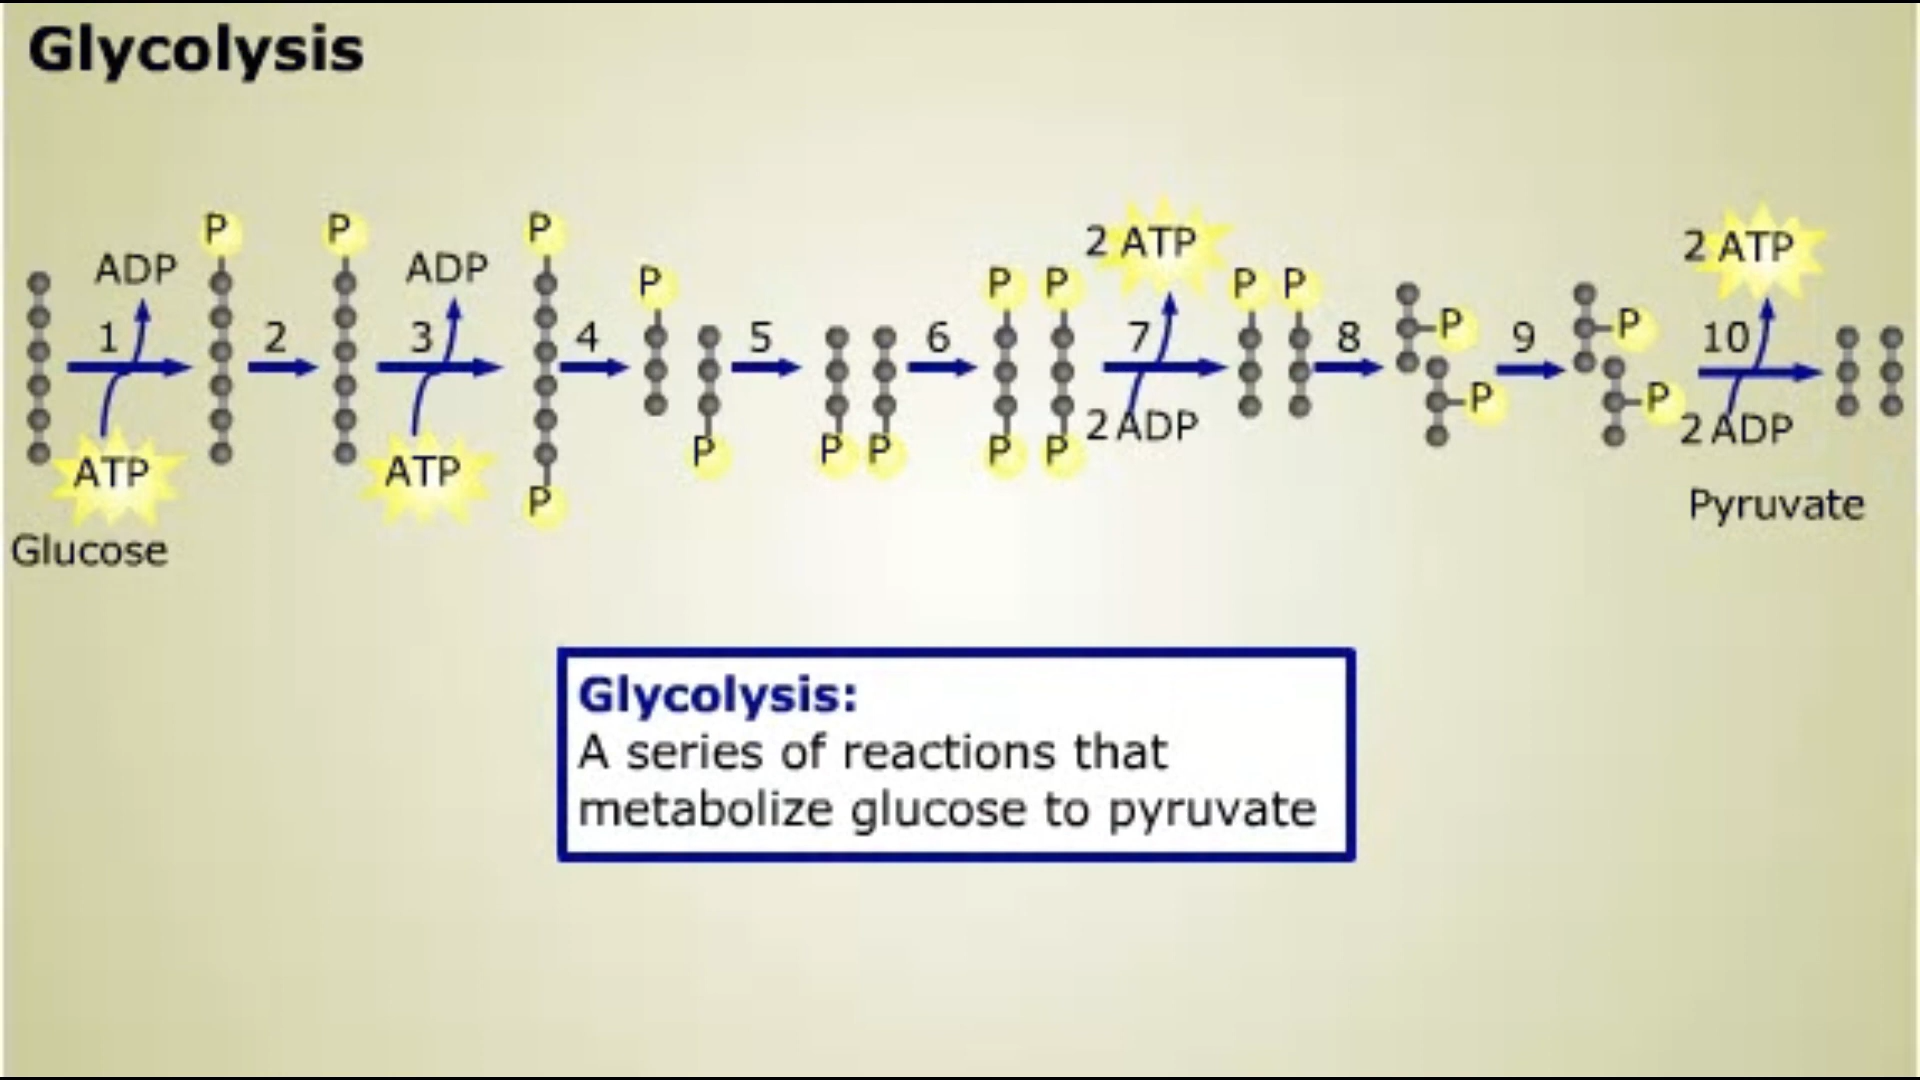 Glycolysis
P P P P P P 2 ATP P P 2 ATP
ADP ADP
1 2 3 4 5 6 7 8 P 9 P 10
P P
ATP ATP P P P P P 2 ADP 2 ADP
P
Glucose Pyruvate
Glycolysis:
A series of reactions that
metabolize glucose to pyruvate